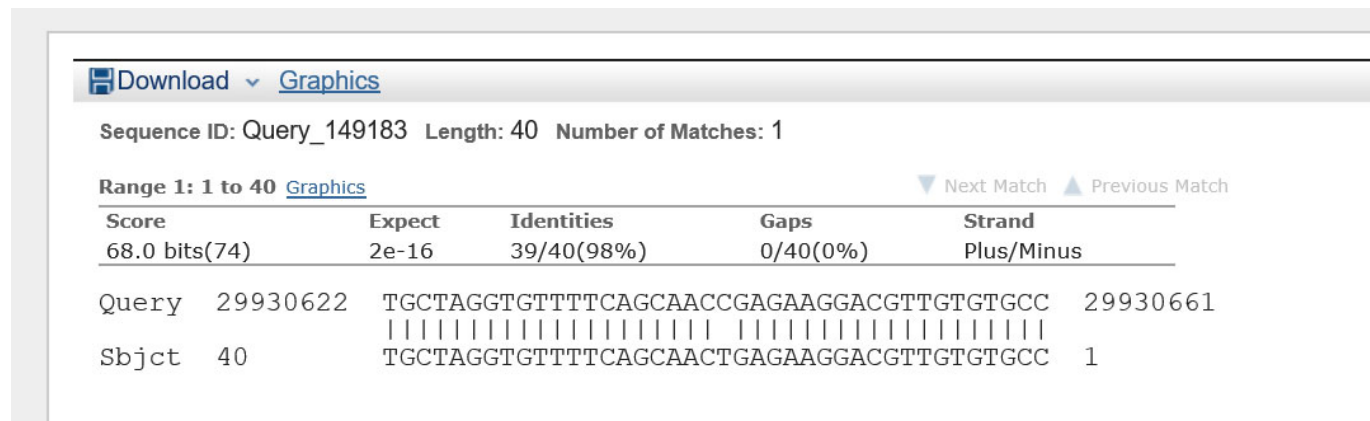 Download Graphics
Sequence ID: Query_149183 Length: 40 Number of Matches: 1
Range 1: 1 to 40 Graphics Next Match Previous Match
Score Expect Identities Gaps Strand
68.0 bits(74) 2e-16 39/40(98%) 0/40(0%) Plus/Minus
Query 29930622 TGCTAGGTGTTTTCAGCAACCGAGAAGGACGTTGTGTGCC 29930661
|||||||||||||||||||| |||||||||||||||||||
Sbjct 40 TGCTAGGTGTTTTCAGCAACTGAGAAGGACGTTGTGTGCC 1